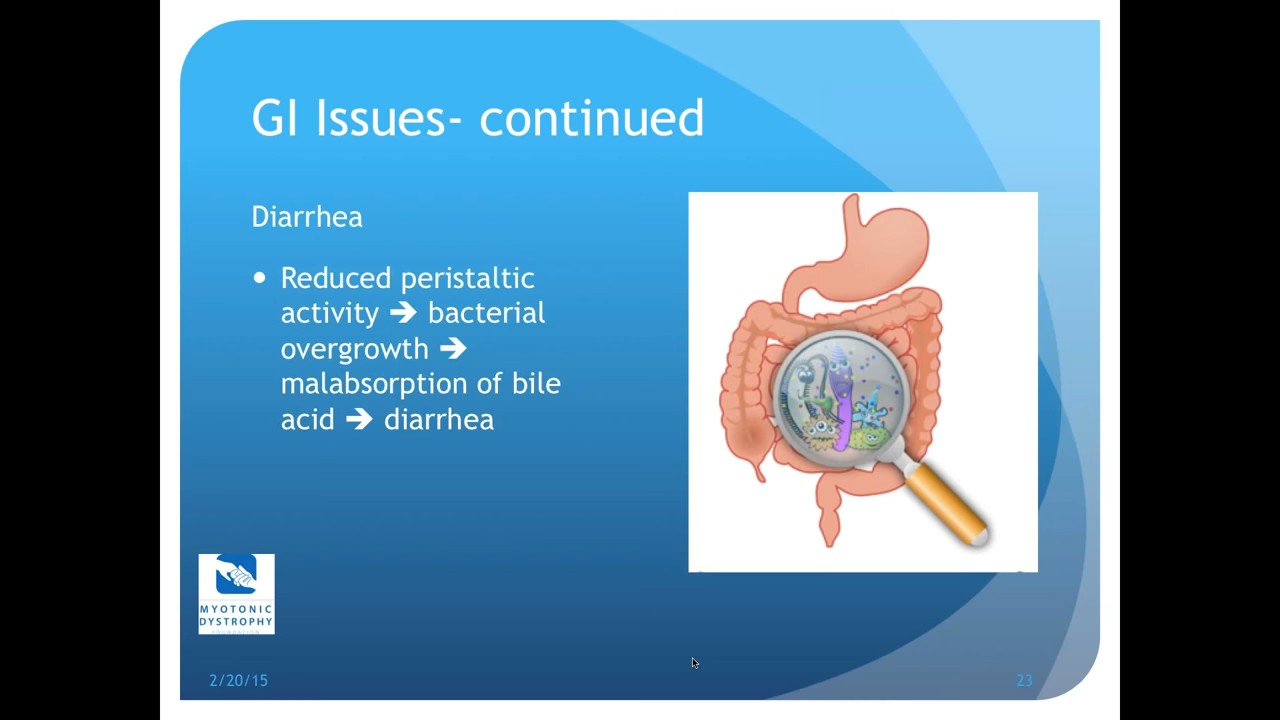 GI Issues- continued
Diarrhea
• Reduced peristaltic
activity ➔ bacterial
overgrowth ➔
malabsorption of bile
acid ➔ diarrhea
MYOTONIC
DYSTROPHY
FOUNDATION
2/20/15
23